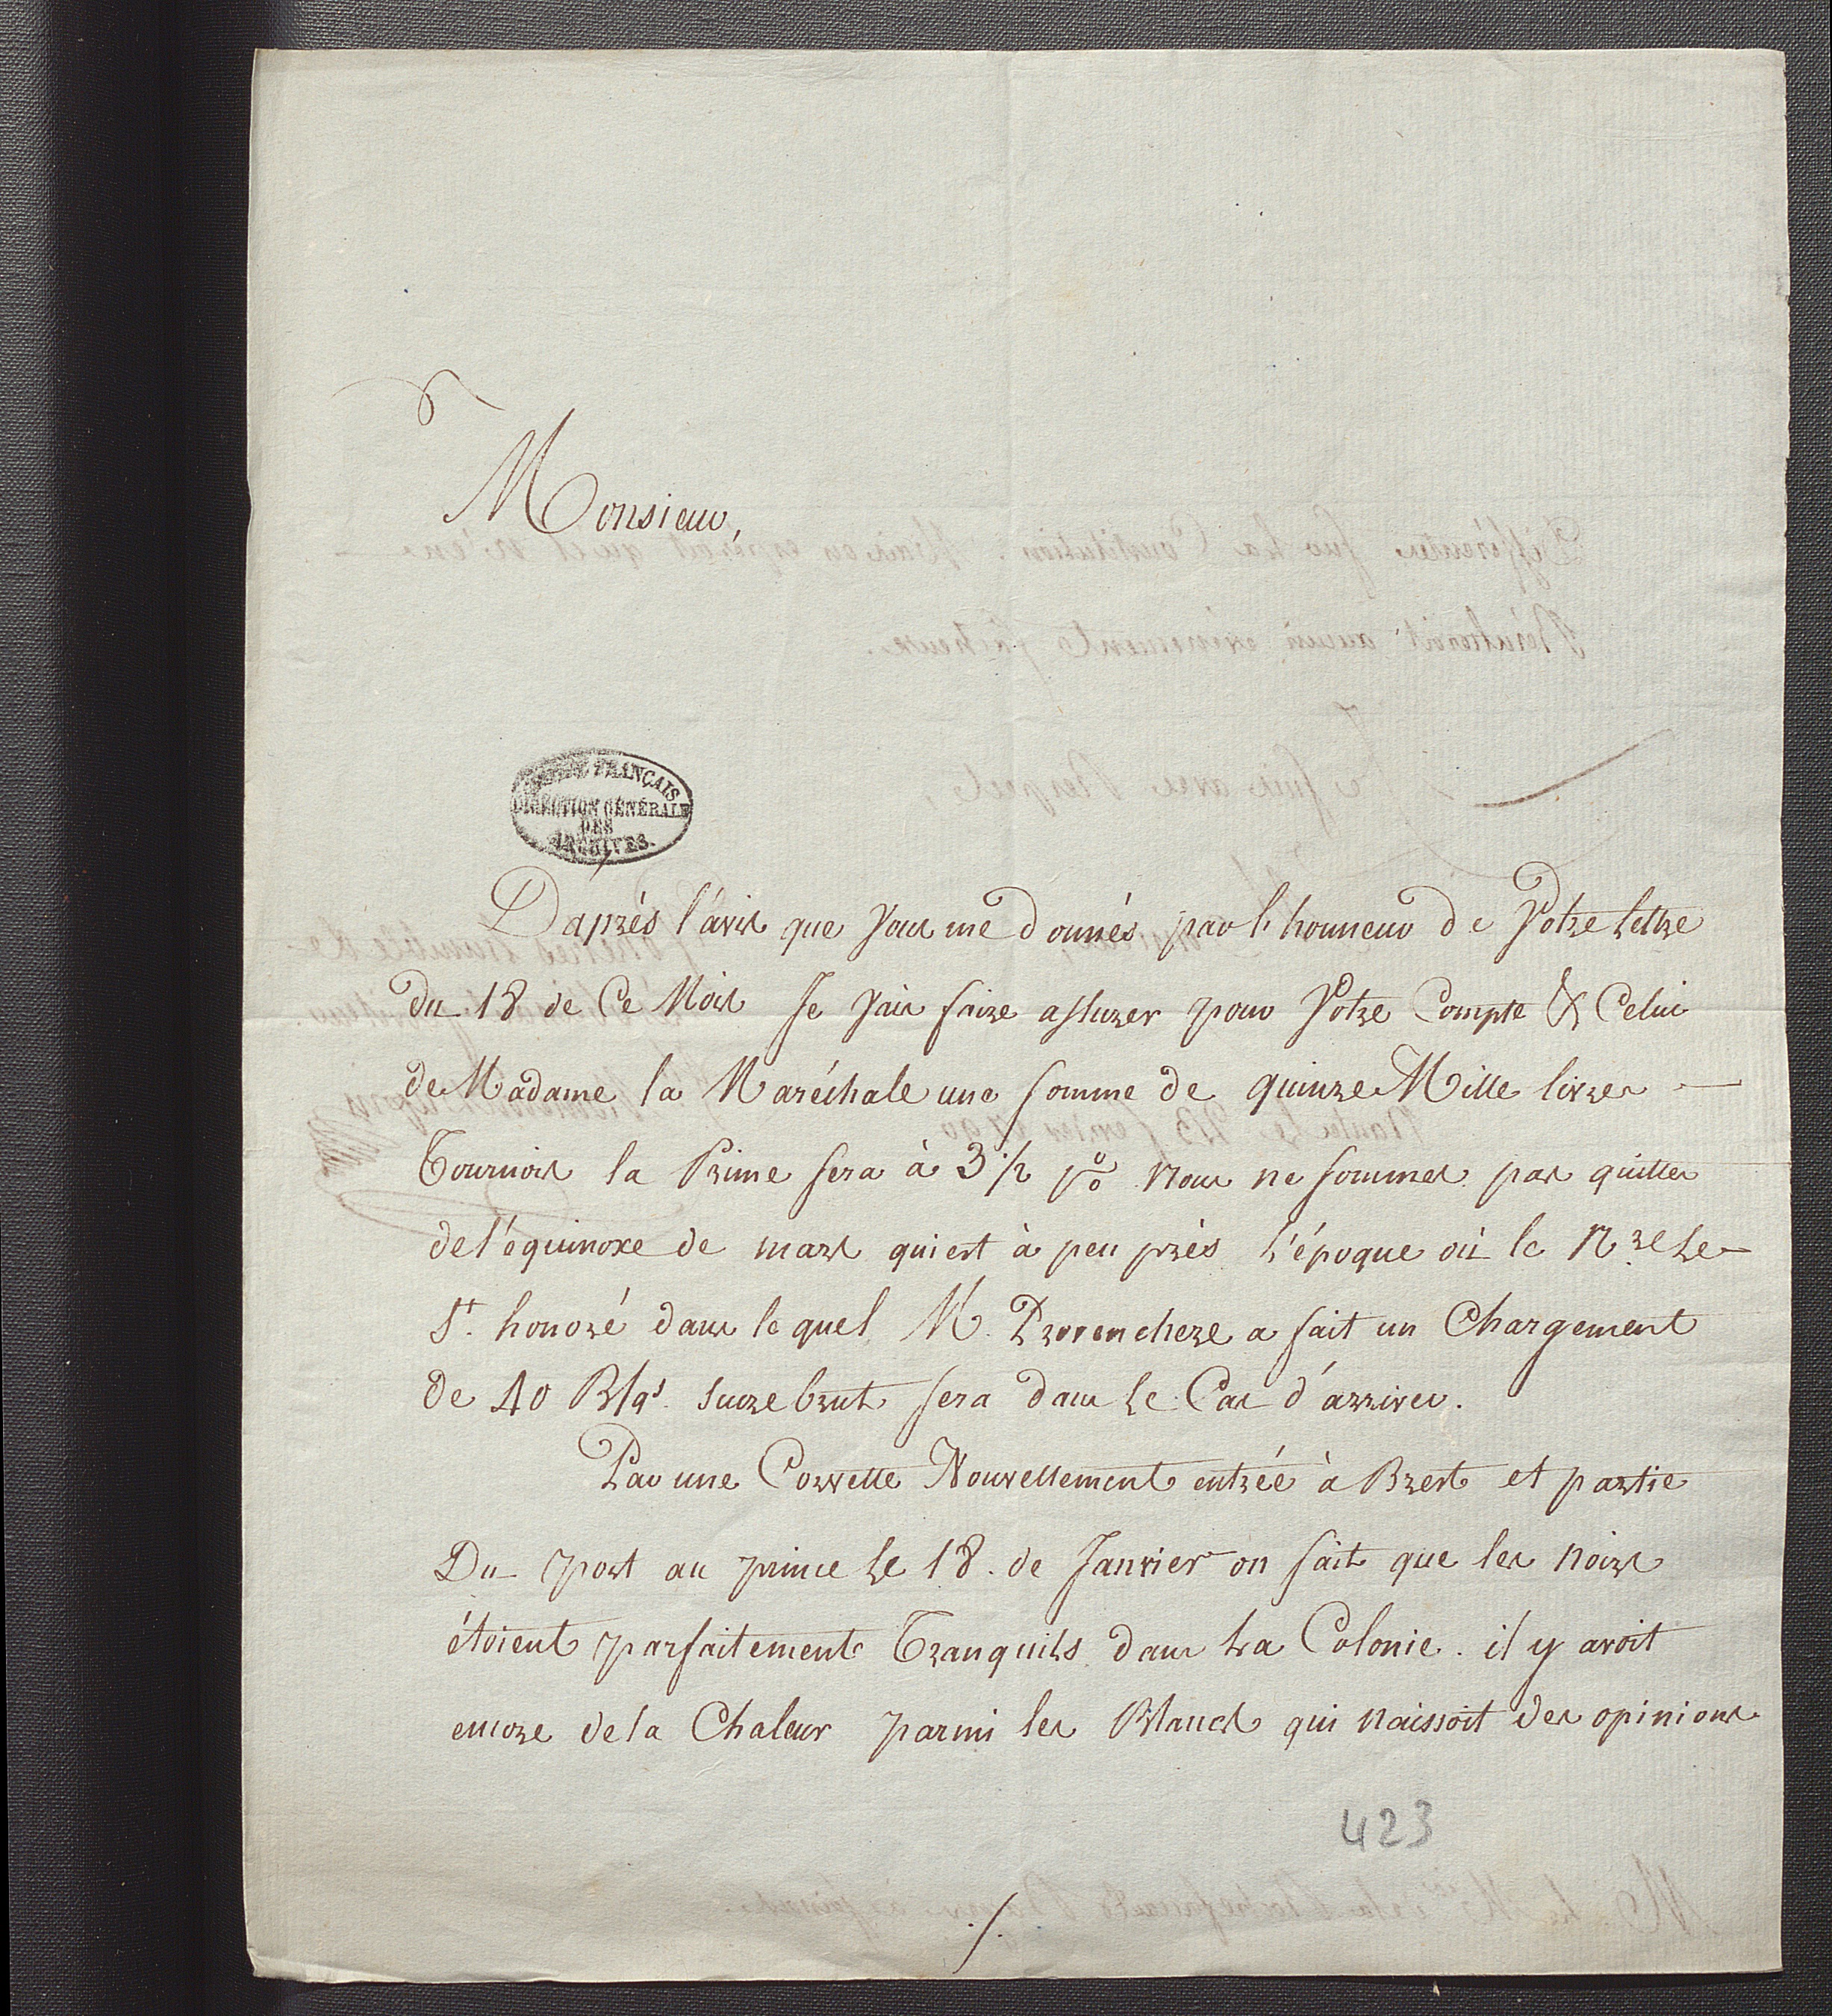 Monsieur,
FRANÇAIS
DIRECTION GÉNÉRALE
DES
ARCHIVES.
D'aprés l'avis que Vous me donnés par l'honneur de Votre lettre
du 18 de Ce Mois Je Vais faire assurer pour Votre Compte & Celui
de Madame la Maréchale une somme de quinze Mille livres —
Tournois la Prime sera à 3 1/2 p% Nous ne sommes pas quittes
de l'équinoxe de mars qui est à peu près L'époque où le N.re Le
St. honoré dans le quel M. Provenchere a fait un Chargement
de 40 B/qs. sucre brut sera dans Le Cas d'arriver.
Par une Corvette Nouvellement entrée à Brest et partie
Du port au prince Le 18. de Janvier on sait que les noirs
étoient parfaitement Tranquils dans La Colonie. il y avoit
encore de la Chaleur parmi les Blancs qui naissoit des opinions
423
./.